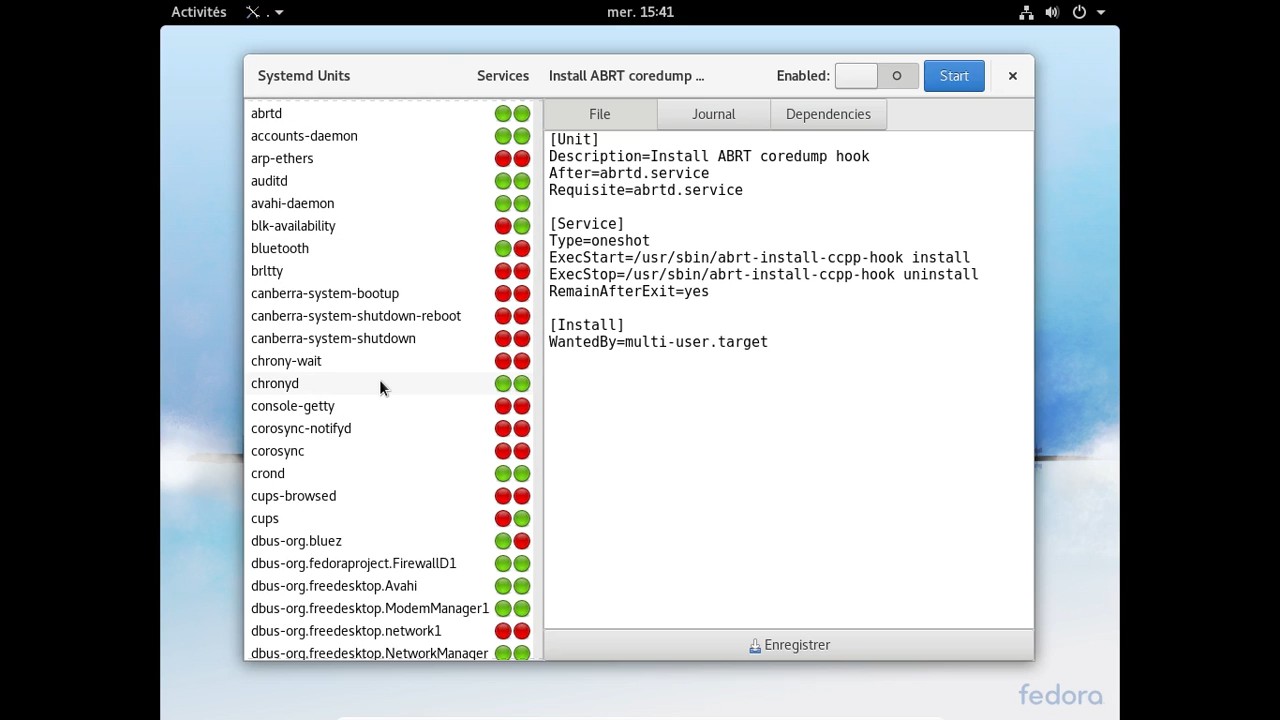 Activités
.
mer. 15:41
Systemd Units
Services
Install ABRT coredump ...
Enabled:
Start
abrtd
accounts-daemon
arp-ethers
auditd
avahi-daemon
blk-availability
bluetooth
brltty
canberra-system-bootup
canberra-system-shutdown-reboot
canberra-system-shutdown
chrony-wait
chronyd
console-getty
corosync-notifyd
corosync
crond
cups-browsed
cups
dbus-org.bluez
dbus-org.fedoraproject.FirewallD1
dbus-org.freedesktop.Avahi
dbus-org.freedesktop.ModemManager1
dbus-org.freedesktop.network1
dbus-org.freedesktop.NetworkManager
File
Journal
Dependencies
[Unit]
Description=Install ABRT coredump hook
After=abrtd.service
Requisite=abrtd.service
[Service]
Type=oneshot
ExecStart=/usr/sbin/abrt-install-ccpp-hook install
ExecStop=/usr/sbin/abrt-install-ccpp-hook uninstall
RemainAfterExit=yes
[Install]
WantedBy=multi-user.target
Enregistrer
fedora